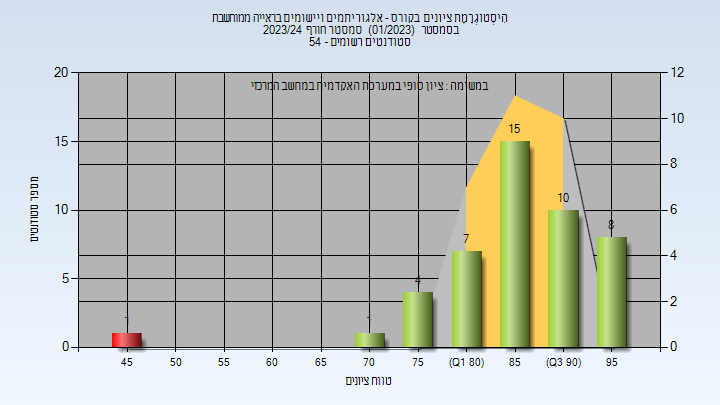 היסטוגרמת ציונים בקורס - אלגוריתמים ויישומים בראייה ממוחשבת
בסמסטר (01/2023) סמסטר חורף 2023/24
סטודנטים רשומים - 54
במשימה : ציון סופי במערכת האקדמית במחשב המרכזי
20
15
10
5
0
12
10
8
6
4
2
0
מספר סטודנטים
1
1
4
7
15
10
8
45 50 55 60 65 70 75 (Q1 80) 85 (Q3 90) 95
טווח ציונים